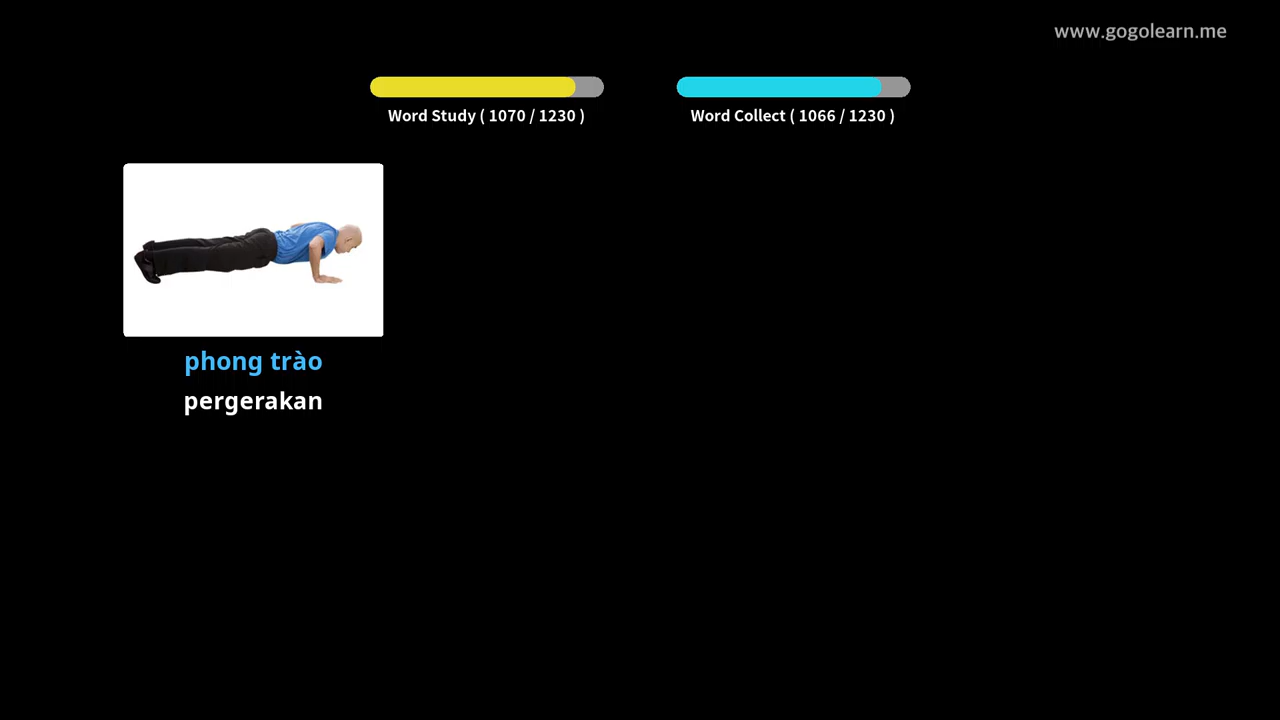 www.gogolearn.me
Word Study ( 1070 / 1230 )
Word Collect ( 1066 / 1230 )
phong trào
pergerakan